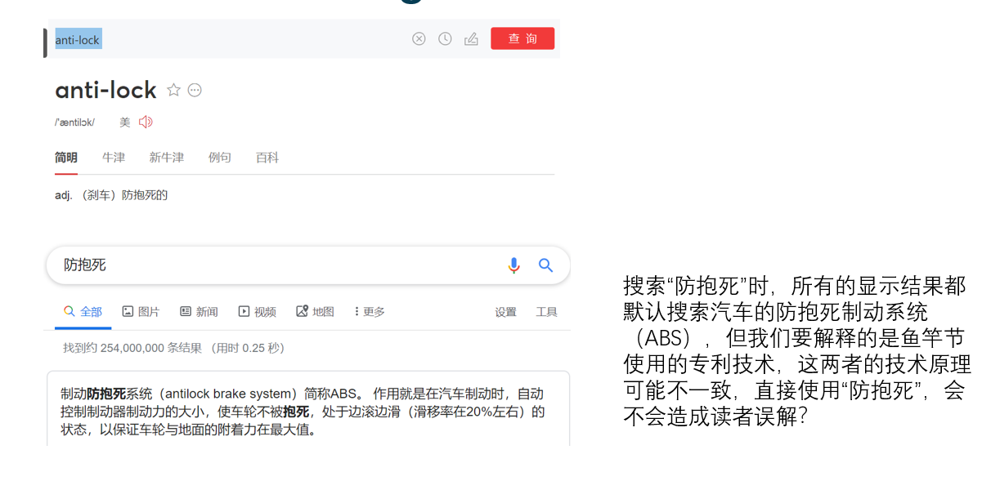 anti-lock
查 询
anti-lock
/'æntilɔk/ 美
简明 牛津 新牛津 例句 百科
adj. （刹车）防抱死的
防抱死
全部 图片 新闻 视频 地图 更多 设置 工具
找到约 254,000,000 条结果 （用时 0.25 秒）
制动防抱死系统（antilock brake system）简称ABS。 作用就是在汽车制动时，自动
控制制动器制动力的大小，使车轮不被抱死，处于边滚边滑（滑移率在20%左右）的
状态，以保证车轮与地面的附着力在最大值。
搜索“防抱死”时，所有的显示结果都
默认搜索汽车的防抱死制动系统
（ABS），但我们要解释的是鱼竿节
使用的专利技术，这两者的技术原理
可能不一致，直接使用“防抱死”，会
不会造成读者误解？